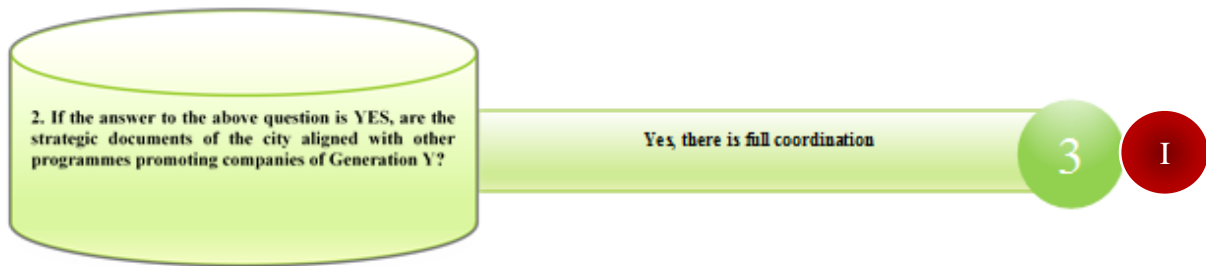 2. If the answer to the above question is YES, are the
strategic documents of the city aligned with other
programmes promoting companies of Generation Y?
Yes, there is full coordination
3
I